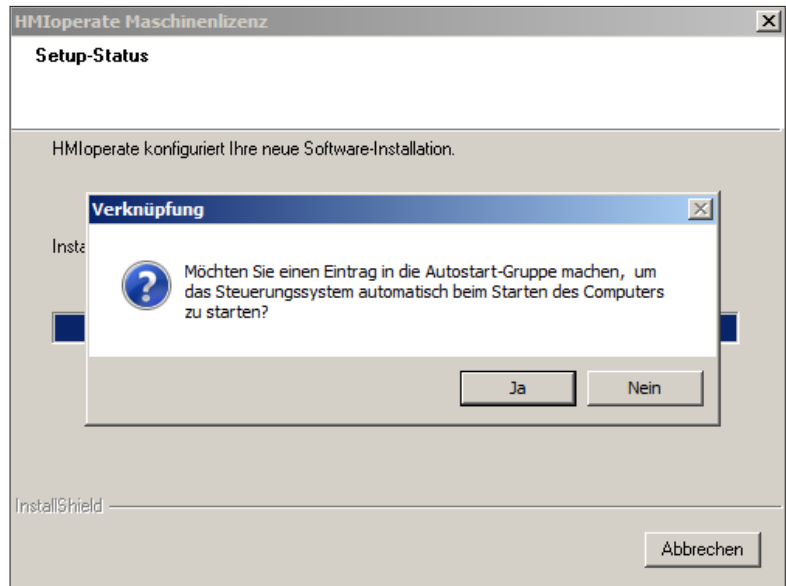 HMIoperate Maschinenlizenz
Setup-Status
HMIoperate konfiguriert Ihre neue Software-Installation.
Verknüpfung
Insta
Möchten Sie einen Eintrag in die Autostart-Gruppe machen, um
das Steuerungssystem automatisch beim Starten des Computers
zu starten?
Ja
Nein
InstallShield
Abbrechen